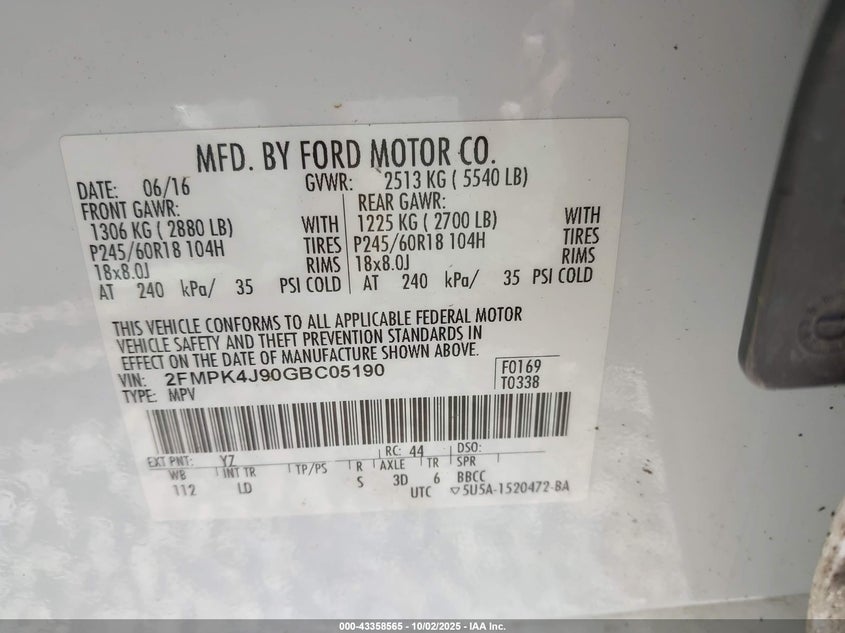 MFD. BY FORD MOTOR CO.
DATE: 06/16 GVWR: 2513 KG ( 5540 LB)
FRONT GAWR: REAR GAWR:
1306 KG ( 2880 LB) WITH 1225 KG ( 2700 LB) WITH
P245/60R18 104H TIRES P245/60R18 104H TIRES
18x8.0J RIMS 18x8.0J RIMS
AT 240 kPa/ 35 PSI COLD AT 240 kPa/ 35 PSI COLD
THIS VEHICLE CONFORMS TO ALL APPLICABLE FEDERAL MOTOR
VEHICLE SAFETY AND THEFT PREVENTION STANDARDS IN
EFFECT ON THE DATE OF MANUFACTURE SHOWN ABOVE.
VIN: 2FMPK4J90GBC05190 F0169
TYPE: MPV T0338
EXT PNT: YZ RC: 44 DSO:
WB INT TR TP/PS R AXLE TR SPR
112 LD S 3D 6 BBCC
UTC ▽5U5A-1520472-BA
000-43358565 - 10/02/2025 - IAA Inc.